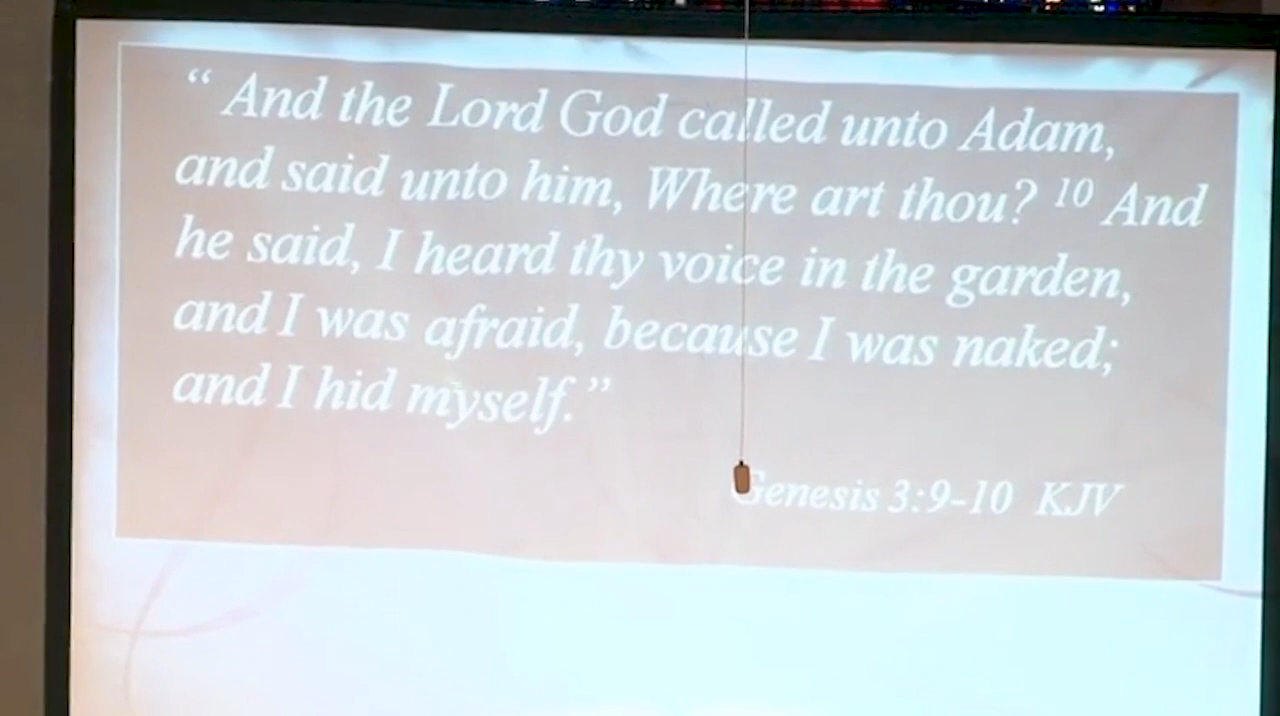 “ And the Lord God called unto Adam,
and said unto him, Where art thou? ¹⁰ And
he said, I heard thy voice in the garden,
and I was afraid, because I was naked;
and I hid myself.”
Genesis 3:9-10 KJV